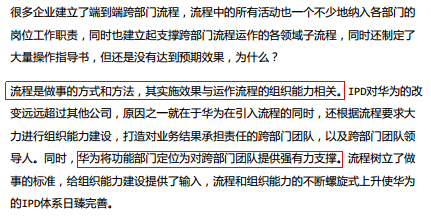 很多企业建立了端到端跨部门流程，流程中的所有活动也一个不少地纳入各部门的
岗位工作职责，同时也建立起支撑跨部门流程运作的各领域子流程，同时还制定了
大量操作指导书，但还是没有达到预期效果，为什么？
流程是做事的方式和方法，其实施效果与运作流程的组织能力相关。IPD对华为的改
变远远超过其他公司，原因之一就在于华为在引入流程的同时，还根据流程要求大
力进行组织能力建设，打造对业务结果承担责任的跨部门团队，以及跨部门团队领
导人。同时，华为将功能部门定位为对跨部门团队提供强有力支撑。流程树立了做
事的标准，给组织能力建设提供了输入，流程和组织能力的不断螺旋式上升使华为
的IPD体系日臻完善。